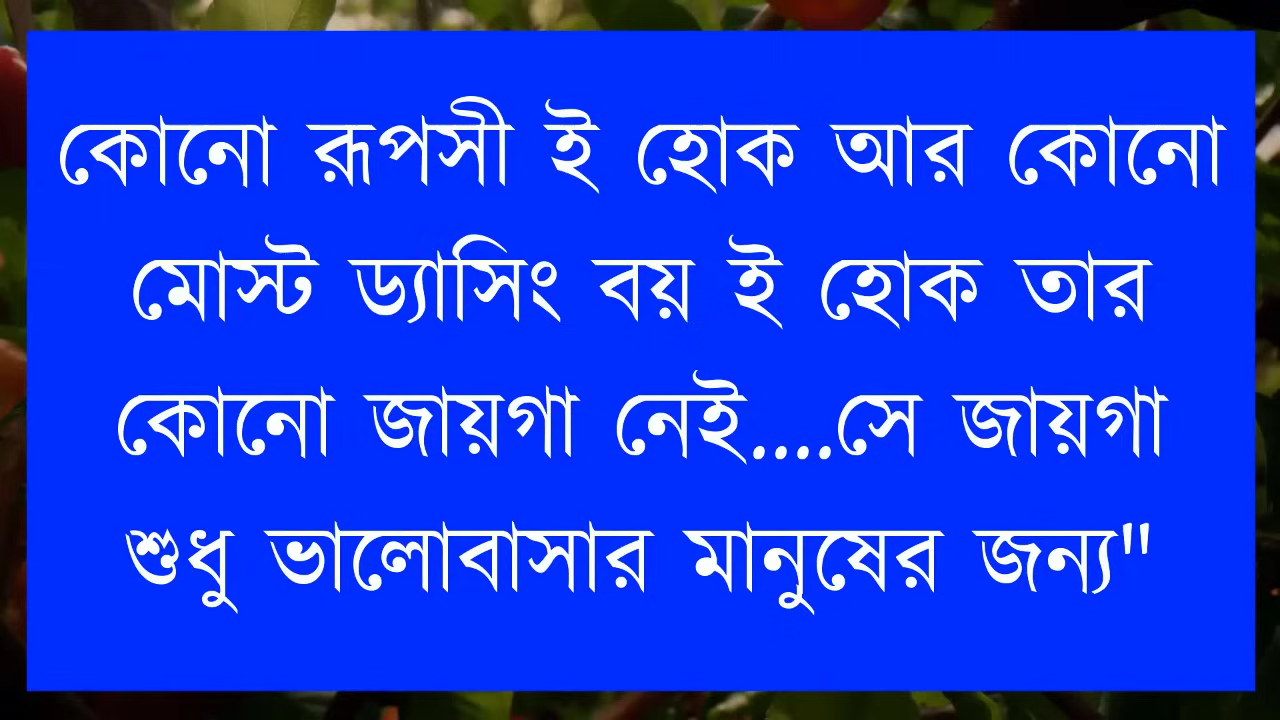 কোনো রূপসী ই হোক আর কোনো
মোস্ট ড্যাসিং বয় ই হোক তার
কোনো জায়গা নেই....সে জায়গা
শুধু ভালোবাসার মানুষের জন্য"